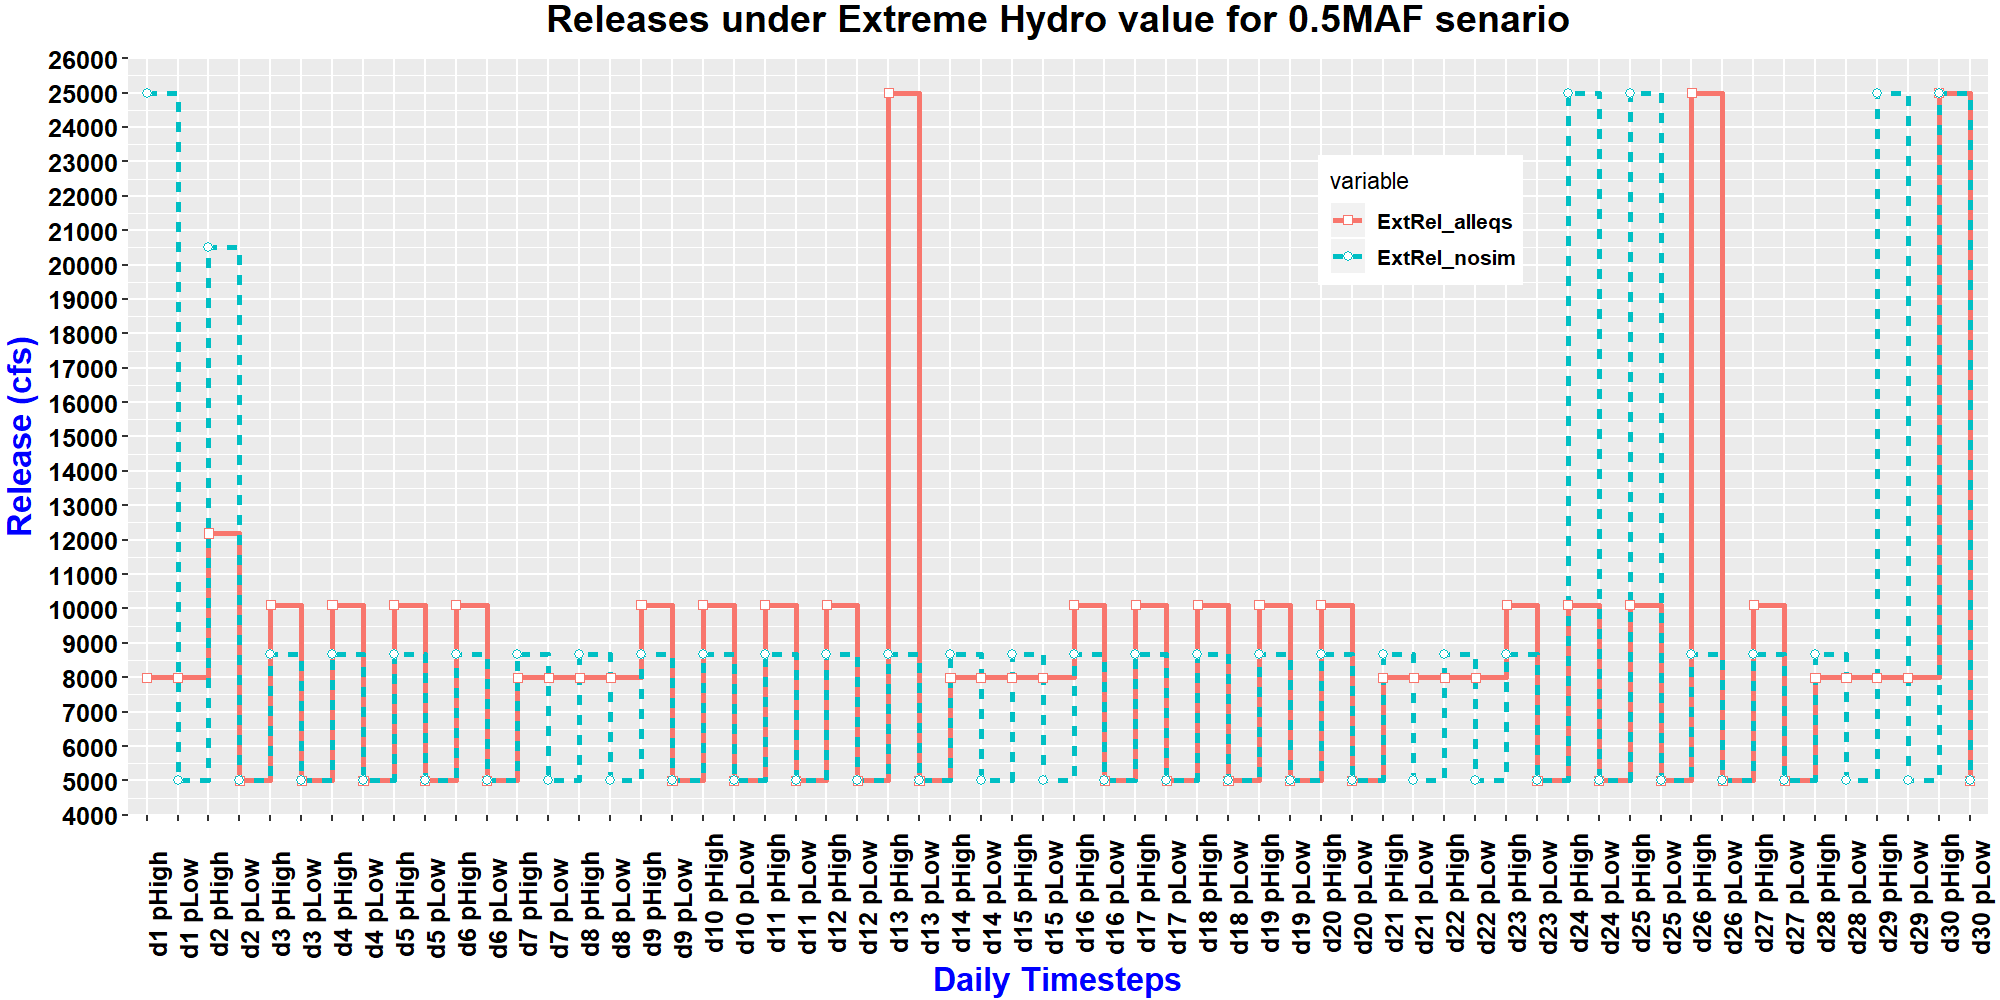 Releases under Extreme Hydro value for 0.5MAF senario
26000
25000
24000
23000
22000
21000
20000
19000
18000
17000
16000
15000
14000
13000
12000
11000
10000
9000
8000
7000
6000
5000
4000
Release (cfs)
variable
ExtRel_alleqs
ExtRel_nosim
d1 pHigh
d1 pLow
d2 pHigh
d2 pLow
d3 pHigh
d3 pLow
d4 pHigh
d4 pLow
d5 pHigh
d5 pLow
d6 pHigh
d6 pLow
d7 pHigh
d7 pLow
d8 pHigh
d8 pLow
d9 pHigh
d9 pLow
d10 pHigh
d10 pLow
d11 pHigh
d11 pLow
d12 pHigh
d12 pLow
d13 pHigh
d13 pLow
d14 pHigh
d14 pLow
d15 pHigh
d15 pLow
d16 pHigh
d16 pLow
d17 pHigh
d17 pLow
d18 pHigh
d18 pLow
d19 pHigh
d19 pLow
d20 pHigh
d20 pLow
d21 pHigh
d21 pLow
d22 pHigh
d22 pLow
d23 pHigh
d23 pLow
d24 pHigh
d24 pLow
d25 pHigh
d25 pLow
d26 pHigh
d26 pLow
d27 pHigh
d27 pLow
d28 pHigh
d28 pLow
d29 pHigh
d29 pLow
d30 pHigh
d30 pLow
Daily Timesteps